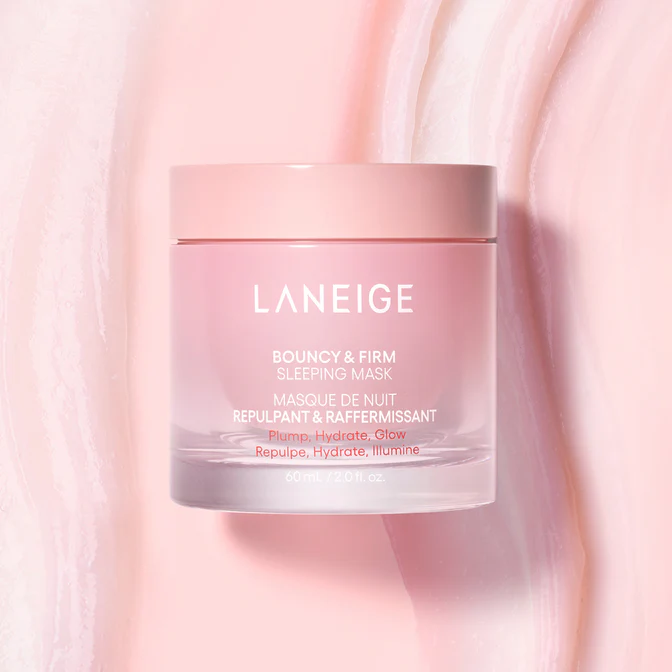 LANEIGE
BOUNCY & FIRM
SLEEPING MASK
MASQUE DE NUIT
REPULPANT & RAFFERMISSANT
Plump, Hydrate, Glow
Repulpe, Hydrate, Illumine
60 mL / 2.0 fl. oz.